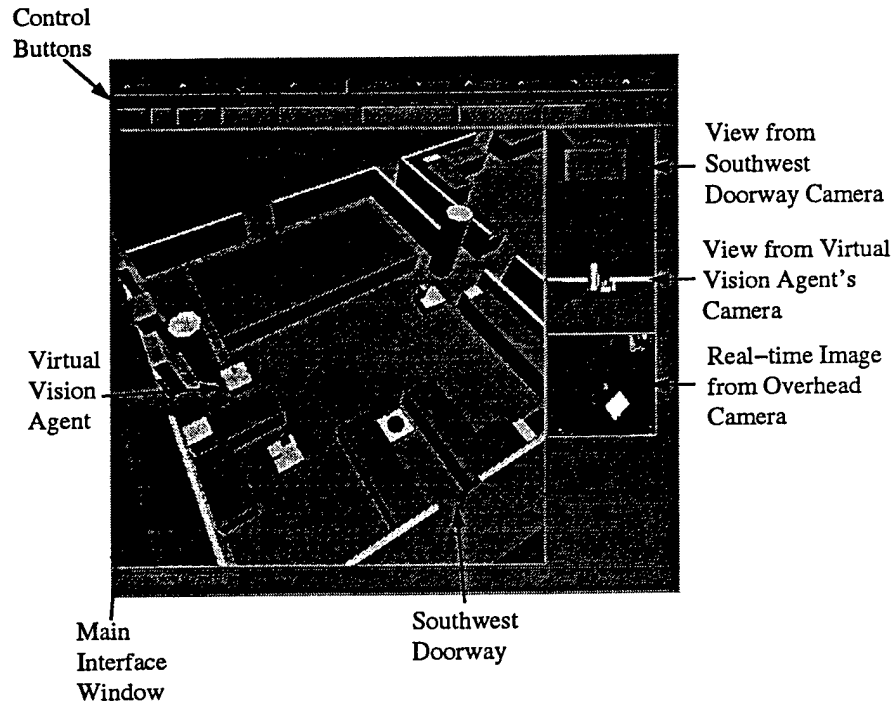 Control
Buttons
View from
Southwest
Doorway Camera
View from Virtual
Vision Agent's
Camera
Real-time Image
from Overhead
Camera
Virtual
Vision
Agent
Southwest
Doorway
Main
Interface
Window